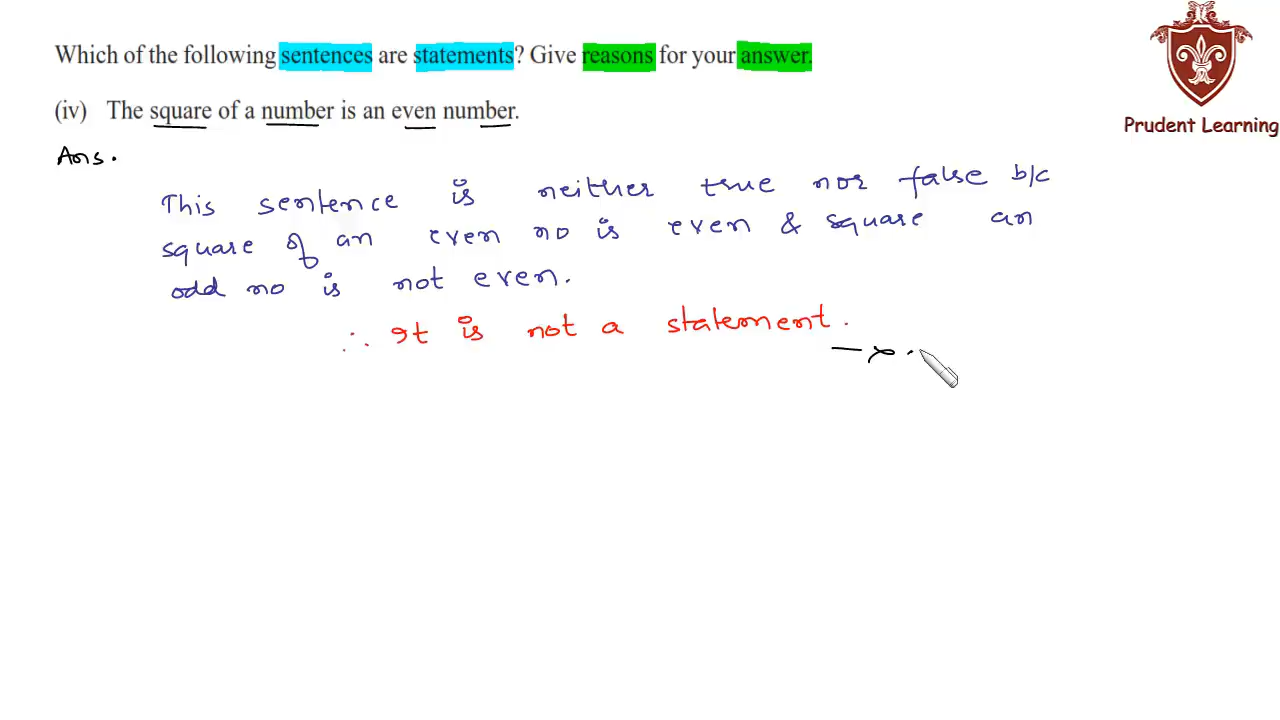 Which of the following sentences are statements? Give reasons for your answer.
(iv) The square of a number is an even number.
Prudent Learning
Ans.
This sentence is neither true nor false b/c
square of an even no is even & square an
odd no is not even.
∴ It is not a statement.